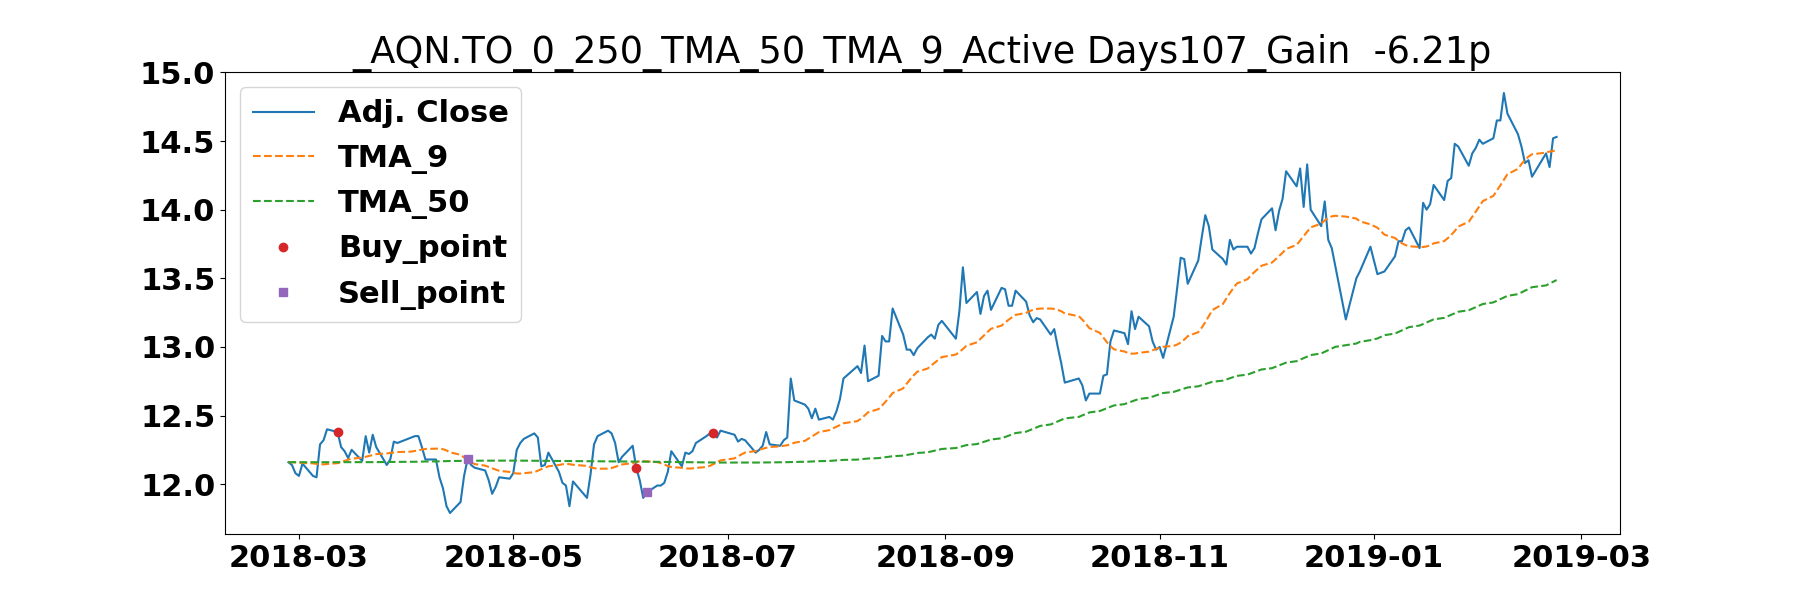 _AQN.TO_0_250_TMA_50_TMA_9_Active Days107_Gain  -6.21p
15.0
14.5
14.0
13.5
13.0
12.5
12.0
Adj. Close
TMA_9
TMA_50
Buy_point
Sell_point
2018-03 2018-05 2018-07 2018-09 2018-11 2019-01 2019-03